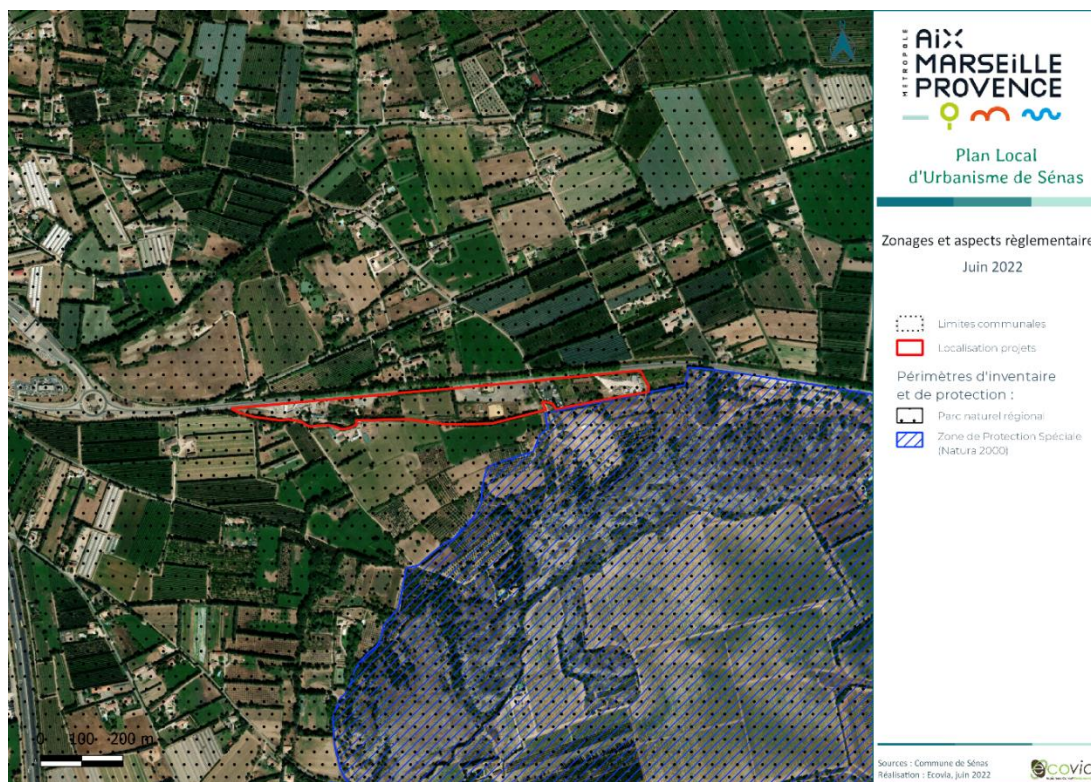 MÉTROPOLE
AIX
MARSEILLE
PROVENCE
Plan Local
d'Urbanisme de Sénas
Zonages et aspects règlementaire
Juin 2022
Limites communales
Localisation projets
Périmètres d'inventaire
et de protection :
Parc naturel régional
Zone de Protection Spéciale
(Natura 2000)
0 100 200 m
Sources : Commune de Sénas
Réalisation : Ecovia, juin 2022
ecovia